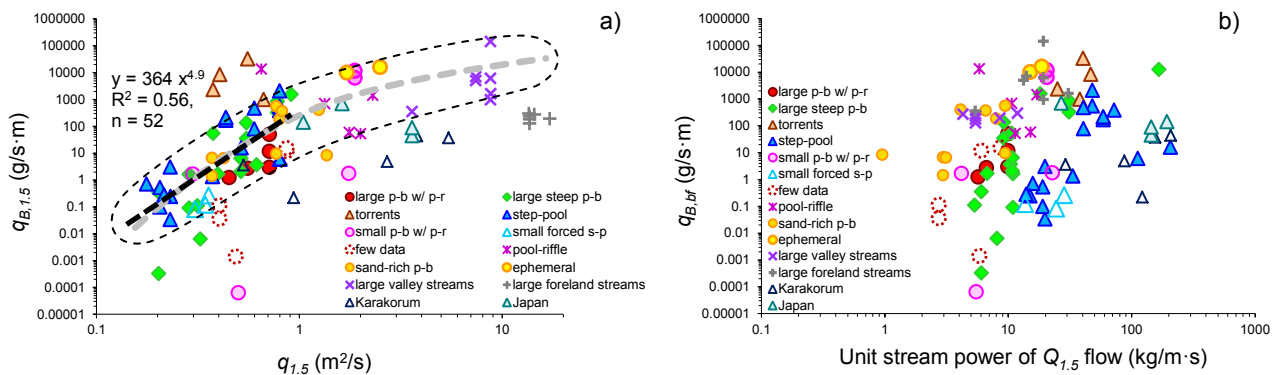 a)
1000000
100000
10000
1000
100
10
1
0.1
0.01
0.001
0.0001
0.00001
q_{B,1.5} (g/s·m)
y = 364 x^{4.9}
R² = 0.56,
n = 52
large p-b w/ p-r
large steep p-b
torrents
step-pool
small p-b w/ p-r
small forced s-p
few data
pool-riffle
sand-rich p-b
ephemeral
large valley streams
large foreland streams
Karakorum
Japan
0.1 1 10
q_{1.5} (m²/s)
b)
1000000
100000
10000
1000
100
10
1
0.1
0.01
0.001
0.0001
0.00001
q_{B,bf} (g/s·m)
large p-b w/ p-r
large steep p-b
torrents
step-pool
small p-b w/ p-r
small forced s-p
few data
pool-riffle
sand-rich p-b
ephemeral
large valley streams
large foreland streams
Karakorum
Japan
0.1 1 10 100 1000
Unit stream power of Q_{1.5} flow (kg/m·s)